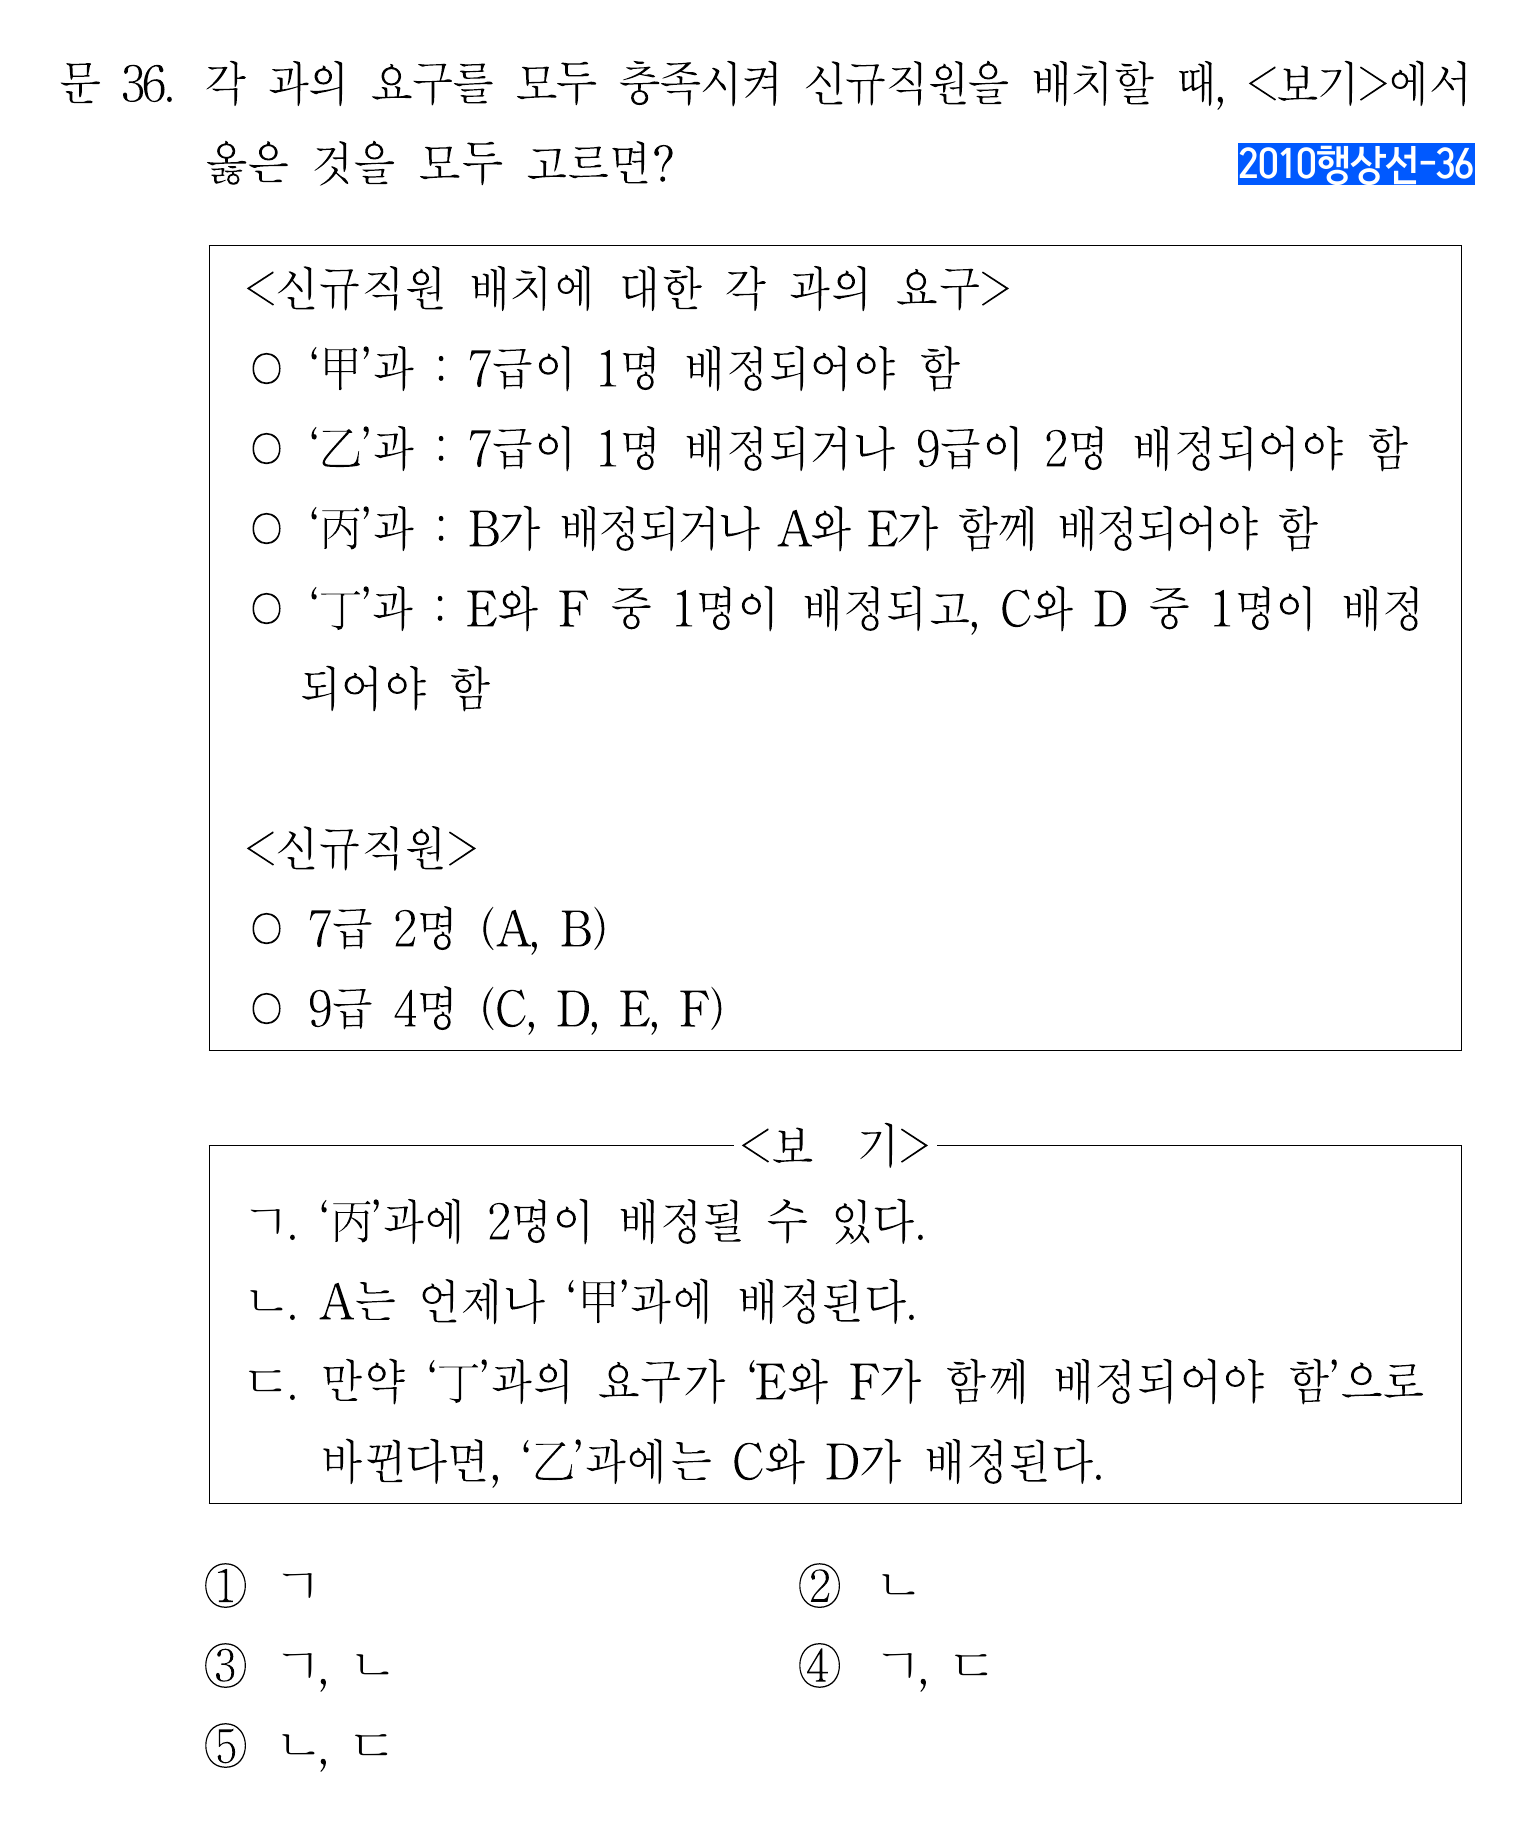 문 36. 각 과의 요구를 모두 충족시켜 신규직원을 배치할 때, <보기>에서
옳은 것을 모두 고르면?
2010행상선-36
<신규직원 배치에 대한 각 과의 요구>
○ ‘甲’과 : 7급이 1명 배정되어야 함
○ ‘乙’과 : 7급이 1명 배정되거나 9급이 2명 배정되어야 함
○ ‘丙’과 : B가 배정되거나 A와 E가 함께 배정되어야 함
○ ‘丁’과 : E와 F 중 1명이 배정되고, C와 D 중 1명이 배정
되어야 함
<신규직원>
○ 7급 2명 (A, B)
○ 9급 4명 (C, D, E, F)
<보 기>
ㄱ. ‘丙’과에 2명이 배정될 수 있다.
ㄴ. A는 언제나 ‘甲’과에 배정된다.
ㄷ. 만약 ‘丁’과의 요구가 ‘E와 F가 함께 배정되어야 함’으로
바뀐다면, ‘乙’과에는 C와 D가 배정된다.
① ㄱ
② ㄴ
③ ㄱ, ㄴ
④ ㄱ, ㄷ
⑤ ㄴ, ㄷ